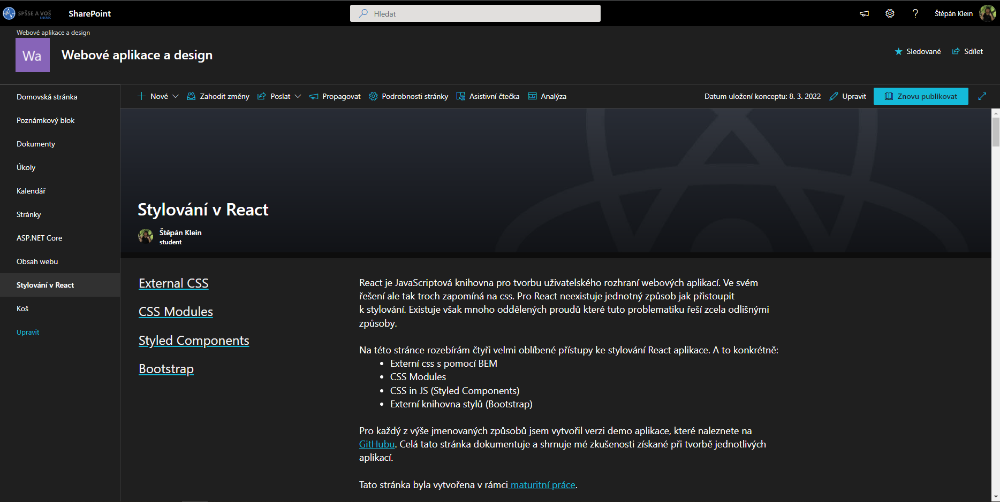 SPŠSE A VOŠ
LIBEREC
SharePoint
Hledat
?
Štěpán Klein
Webové aplikace a design
Wa
Webové aplikace a design
Sledované
Sdílet
Domovská stránka
Poznámkový blok
Dokumenty
Úkoly
Kalendář
Stránky
ASP.NET Core
Obsah webu
Stylování v React
Koš
Upravit
Nové
Zahodit změny
Poslat
Propagovat
Podrobnosti stránky
Asistivní čtečka
Analýza
Datum uložení konceptu: 8. 3. 2022
Upravit
Znovu publikovat
Stylování v React
Štěpán Klein
student
External CSS
CSS Modules
Styled Components
Bootstrap
React je JavaScriptová knihovna pro tvorbu uživatelského rozhraní webových aplikací. Ve svém
řešení ale tak troch zapomíná na css. Pro React neexistuje jednotný způsob jak přistoupit
k stylování. Existuje však mnoho oddělených proudů které tuto problematiku řeší zcela odlišnými
způsoby.
Na této stránce rozebírám čtyři velmi oblíbené přístupy ke stylování React aplikace. A to konkrétně:
• Externí css s pomocí BEM
• CSS Modules
• CSS in JS (Styled Components)
• Externí knihovna stylů (Bootstrap)
Pro každý z výše jmenovaných způsobů jsem vytvořil verzi demo aplikace, které naleznete na
GitHubu. Celá tato stránka dokumentuje a shrnuje mé zkušenosti získané při tvorbě jednotlivých
aplikací.
Tato stránka byla vytvořena v rámci maturitní práce.